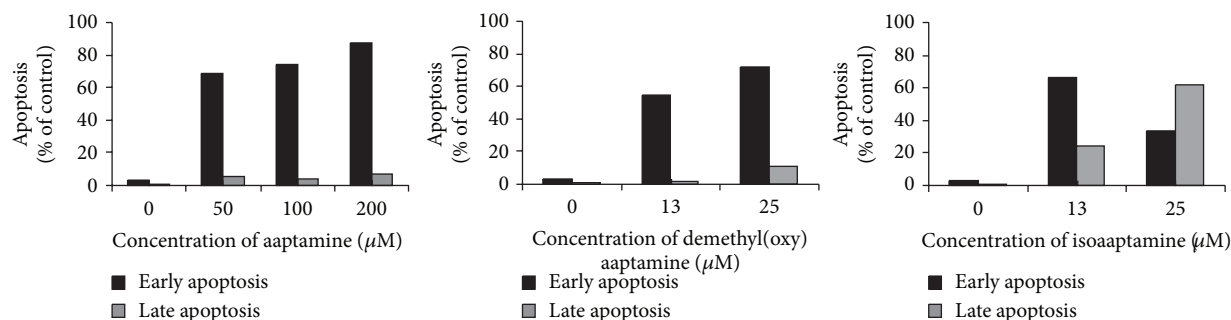 Apoptosis
(% of control)
100
80
60
40
20
0
0
50
100
200
Concentration of aaptamine (μM)
Early apoptosis
Late apoptosis
Apoptosis
(% of control)
100
80
60
40
20
0
0
13
25
Concentration of demethyl(oxy)
aaptamine (μM)
Early apoptosis
Late apoptosis
Apoptosis
(% of control)
100
80
60
40
20
0
0
13
25
Concentration of isoaaptamine (μM)
Early apoptosis
Late apoptosis